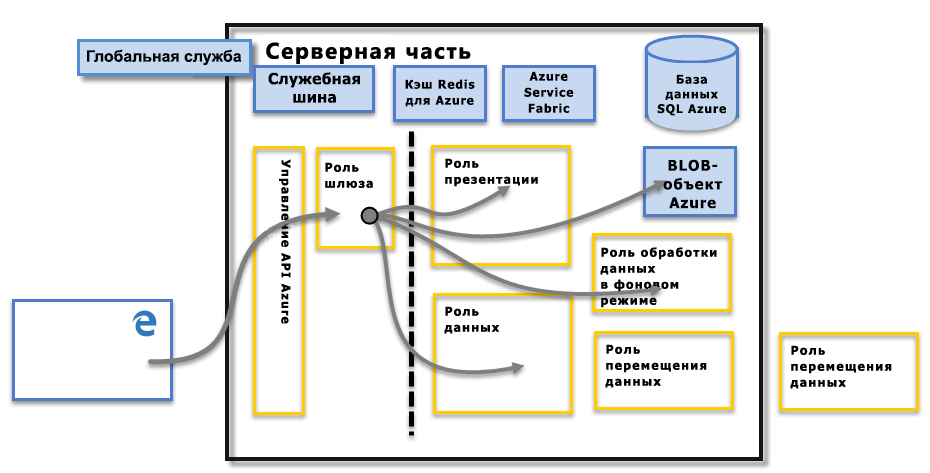 Глобальная служба
Серверная часть
Служебная
шина
Кэш Redis
для Azure
Azure
Service
Fabric
База
данных
SQL Azure
Управление API Azure
Роль
шлюза
Роль
презентации
BLOB-
объект
Azure
Роль обработки
данных
в фоновом
режиме
Роль
данных
Роль
перемещения
данных
Роль
перемещения
данных